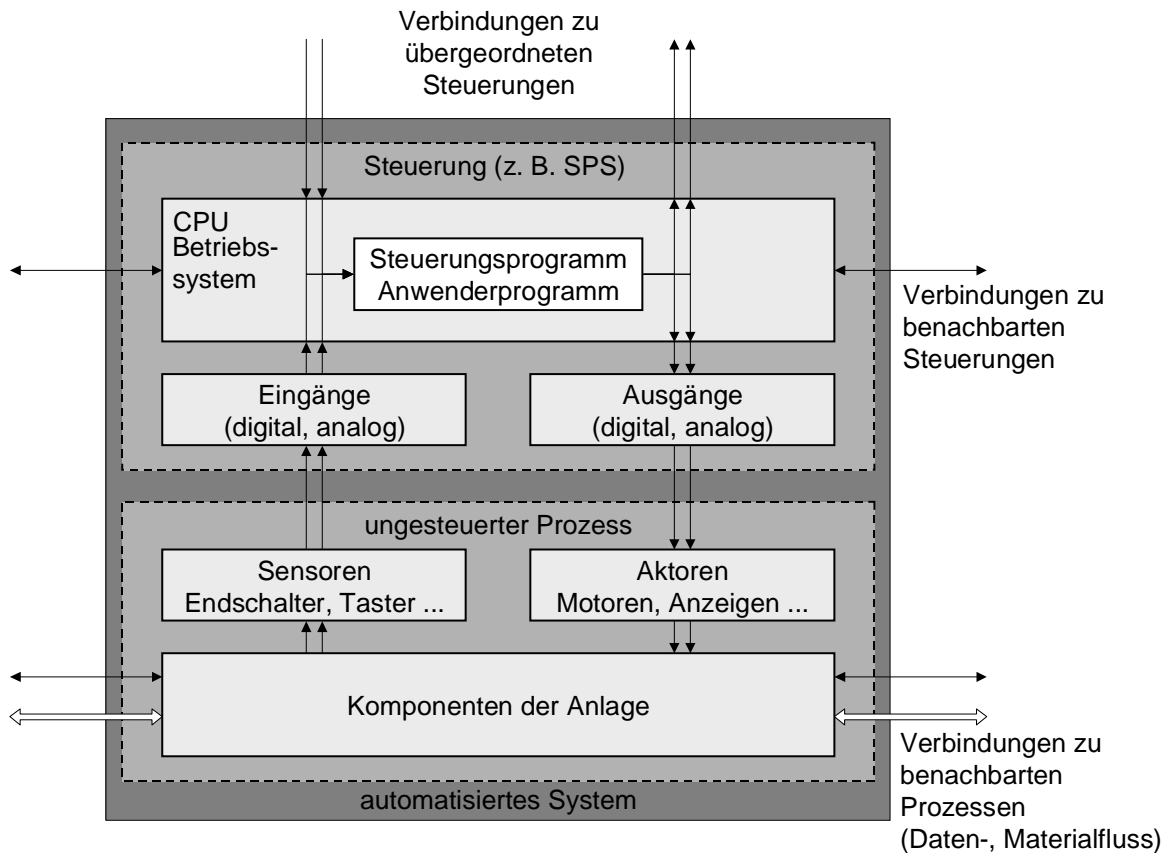 Verbindungen zu
übergeordneten
Steuerungen
Steuerung (z. B. SPS)
CPU
Betriebs-
system
Steuerungsprogramm
Anwenderprogramm
Verbindungen zu
benachbarten
Steuerungen
Eingänge
(digital, analog)
Ausgänge
(digital, analog)
ungesteuerter Prozess
Sensoren
Endschalter, Taster ...
Aktoren
Motoren, Anzeigen ...
Komponenten der Anlage
Verbindungen zu
benachbarten
Prozessen
(Daten-, Materialfluss)
automatisiertes System